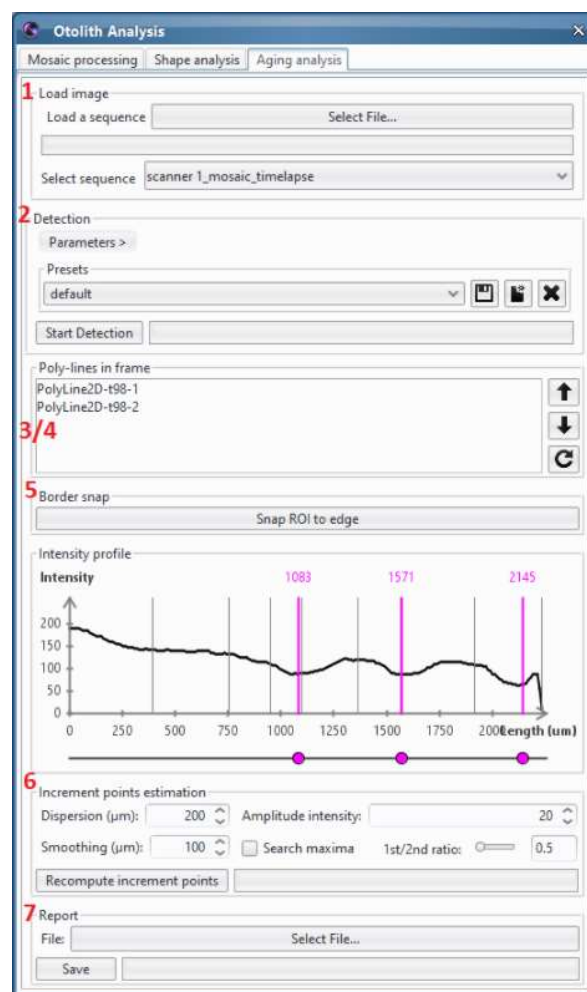 Otolith Analysis
Mosaic processing Shape analysis Aging analysis
1 Load image
Load a sequence Select File...
Select sequence scanner 1_mosaic_timelapse
2 Detection
Parameters >
Presets
default
Start Detection
Poly-lines in frame
PolyLine2D-t98-1
PolyLine2D-t98-2
3/4
5 Border snap
Snap ROI to edge
Intensity profile
Intensity 1083 1571 2145
200
150
100
50
0
0 250 500 750 1000 1250 1500 1750 2000 Length (um)
6 Increment points estimation
Dispersion (µm): 200 Amplitude intensity: 20
Smoothing (µm): 100 Search maxima 1st/2nd ratio: 0.5
Recompute increment points
7 Report
File: Select File...
Save